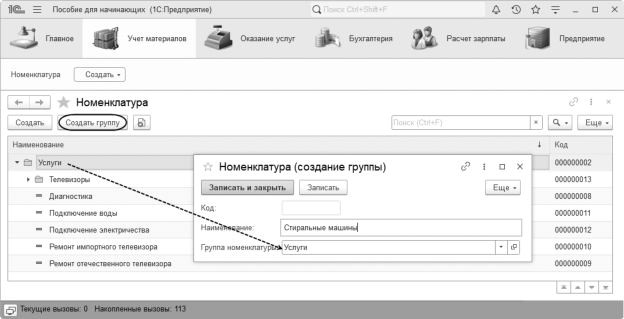 1С Пособие для начинающих (1С:Предприятие) Поиск Ctrl+Shift+F
Главное Учет материалов Оказание услуг Бухгалтерия Расчет зарплаты Предприятие
Номенклатура Создать
Номенклатура
Создать Создать группу Поиск (Ctrl+F) × Еще
Наименование ↓ Код
Услуги 000000002
Телевизоры 000000013
Диагностика 000000008
Подключение воды 000000011
Подключение электричества 000000012
Ремонт импортного телевизора 000000010
Ремонт отечественного телевизора 000000009
Номенклатура (создание группы)
Записать и закрыть Записать Еще
Код:
Наименование: Стиральные машины
Группа номенклатуры: Услуги
Текущие вызовы: 0 Накопленные вызовы: 113